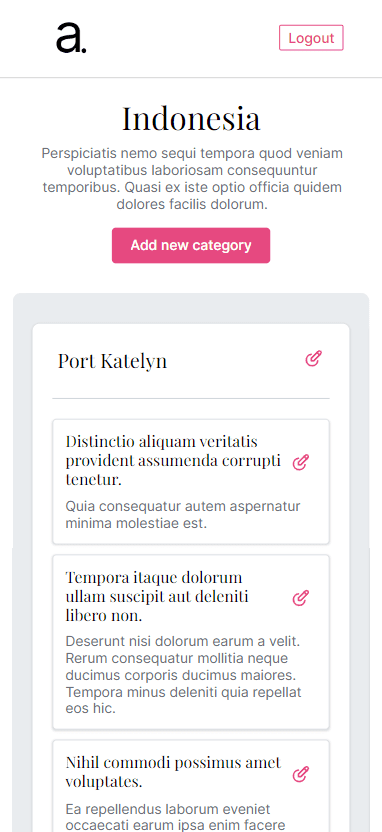 a.
Logout
Indonesia
Perspiciatis nemo sequi tempora quod veniam
voluptatibus laboriosam consequuntur
temporibus. Quasi ex iste optio officia quidem
dolores facilis dolorum.
Add new category
Port Katelyn
Distinctio aliquam veritatis
provident assumenda corrupti
tenetur.
Quia consequatur autem aspernatur
minima molestiae est.
Tempora itaque dolorum
ullam suscipit aut deleniti
libero non.
Deserunt nisi dolorum earum a velit.
Rerum consequatur mollitia neque
ducimus corporis ducimus maiores.
Tempora minus deleniti quia repellat
eos hic.
Nihil commodi possimus amet
voluptates.
Ea repellendus laborum eveniet
occaecati earum ipsa enim facere